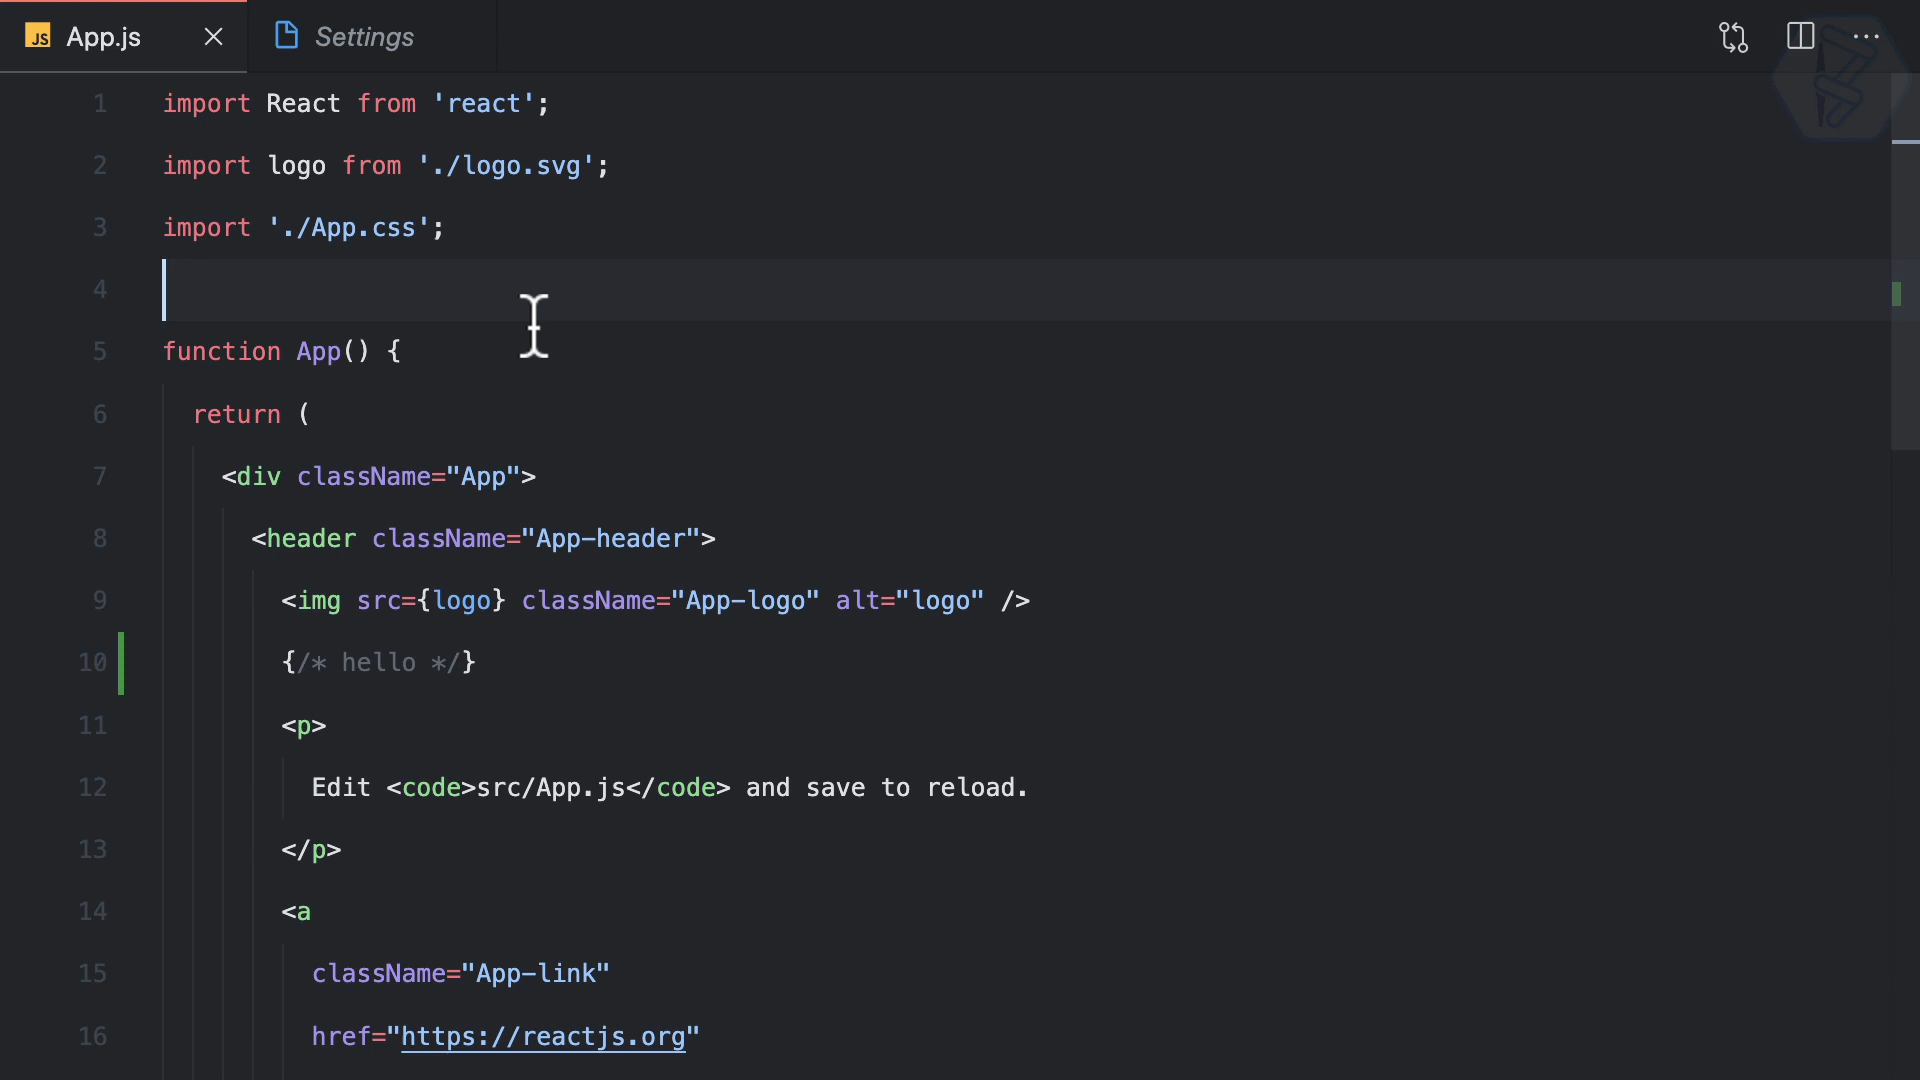 JS App.js Settings
1 import React from 'react';
2 import logo from './logo.svg';
3 import './App.css';
4
5 function App() {
6 return (
7 <div className="App">
8 <header className="App-header">
9 <img src={logo} className="App-logo" alt="logo" />
10 {/* hello */}
11 <p>
12 Edit <code>src/App.js</code> and save to reload.
13 </p>
14 <a
15 className="App-link"
16 href="https://reactjs.org"